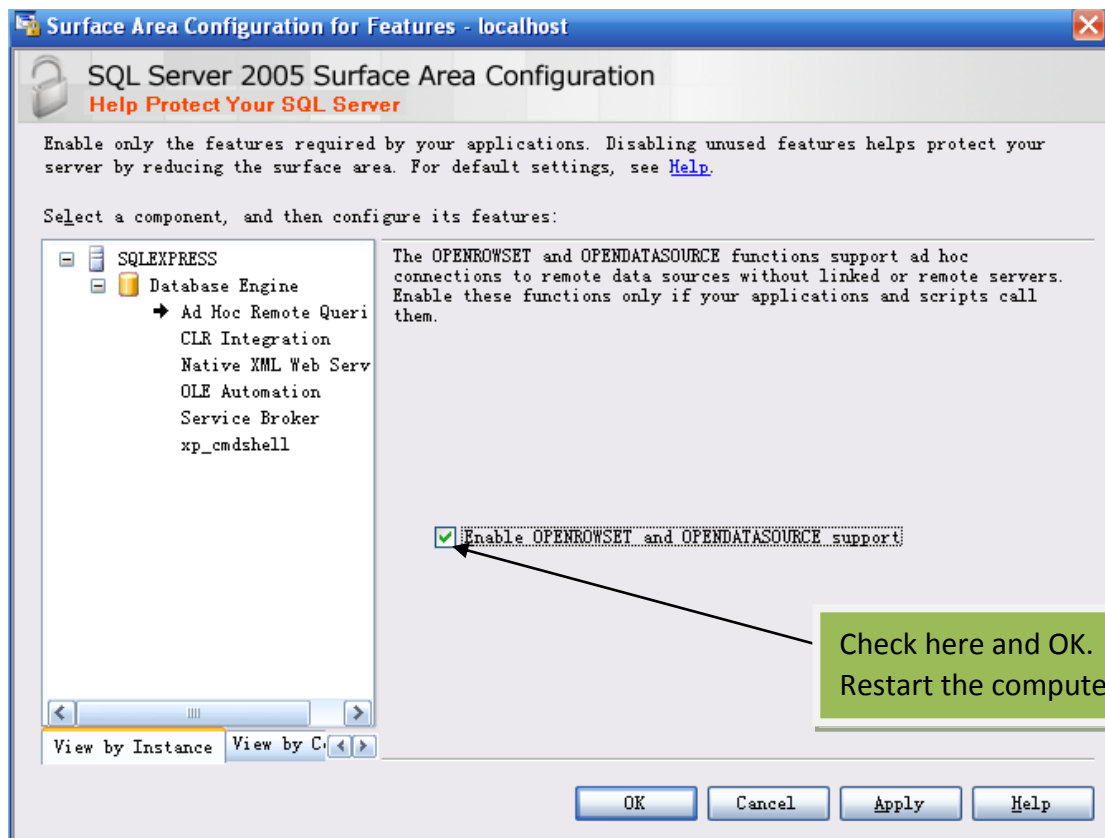 Surface Area Configuration for Features - localhost
SQL Server 2005 Surface Area Configuration
Help Protect Your SQL Server
Enable only the features required by your applications. Disabling unused features helps protect your
server by reducing the surface area. For default settings, see Help.
Select a component, and then configure its features:
SQLEXPRESS
Database Engine
Ad Hoc Remote Queri
CLR Integration
Native XML Web Serv
OLE Automation
Service Broker
xp_cmdshell
The OPENROWSET and OPENDATASOURCE functions support ad hoc
connections to remote data sources without linked or remote servers.
Enable these functions only if your applications and scripts call
them.
Enable OPENROWSET and OPENDATASOURCE support
Check here and OK.
Restart the compute
View by Instance View by C
OK Cancel Apply Help